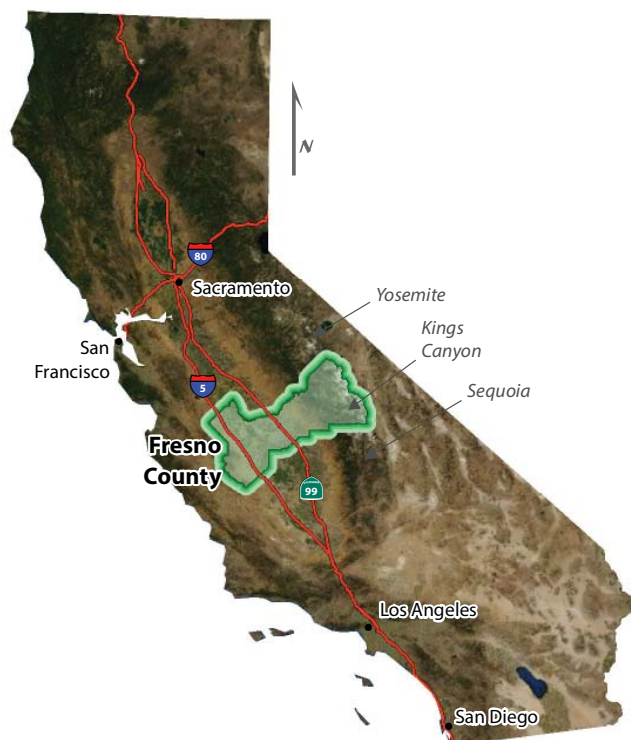 N
80
Sacramento
Yosemite
Kings
Canyon
San
Francisco
5
Sequoia
Fresno
County
99
Los Angeles
San Diego